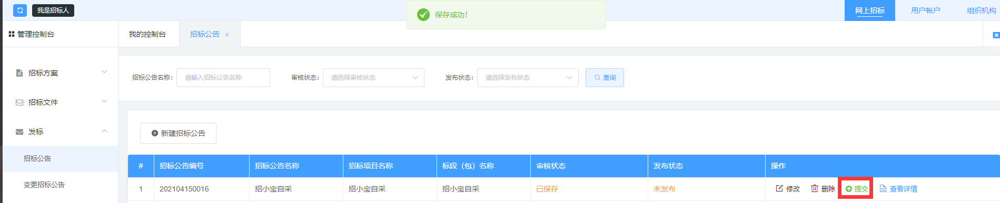 我是招标人
保存成功!
网上招标 用户帐户 组织机构
管理控制台 我的控制台 招标公告
招标方案
招标公告名称: 请输入招标公告名称 审核状态: 请选择审核状态 发布状态: 请选择发布状态 查询
招标文件
发标
新建招标公告
招标公告
# 招标公告编号 招标公告名称 招标项目名称 标段（包）名称 审核状态 发布状态 操作
变更招标公告
1 202104150016 招小宝自采 招小宝自采 招小宝自采 已保存 未发布 修改 删除 提交 查看详情